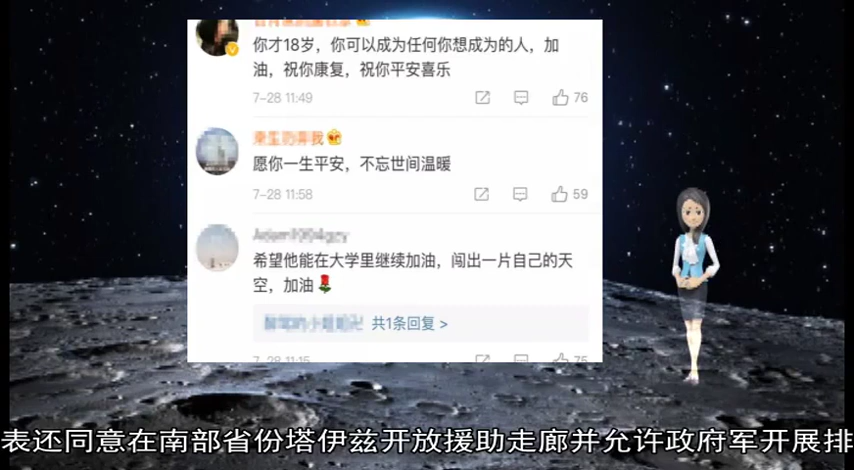 你才18岁，你可以成为任何你想成为的人，加
油，祝你康复，祝你平安喜乐
7-28 11:49
76
愿你一生平安，不忘世间温暖
7-28 11:58
59
希望他能在大学里继续加油，闯出一片自己的天
空，加油
共1条回复 >
7-28 11:15
75
表还同意在南部省份塔伊兹开放援助走廊并允许政府军开展排